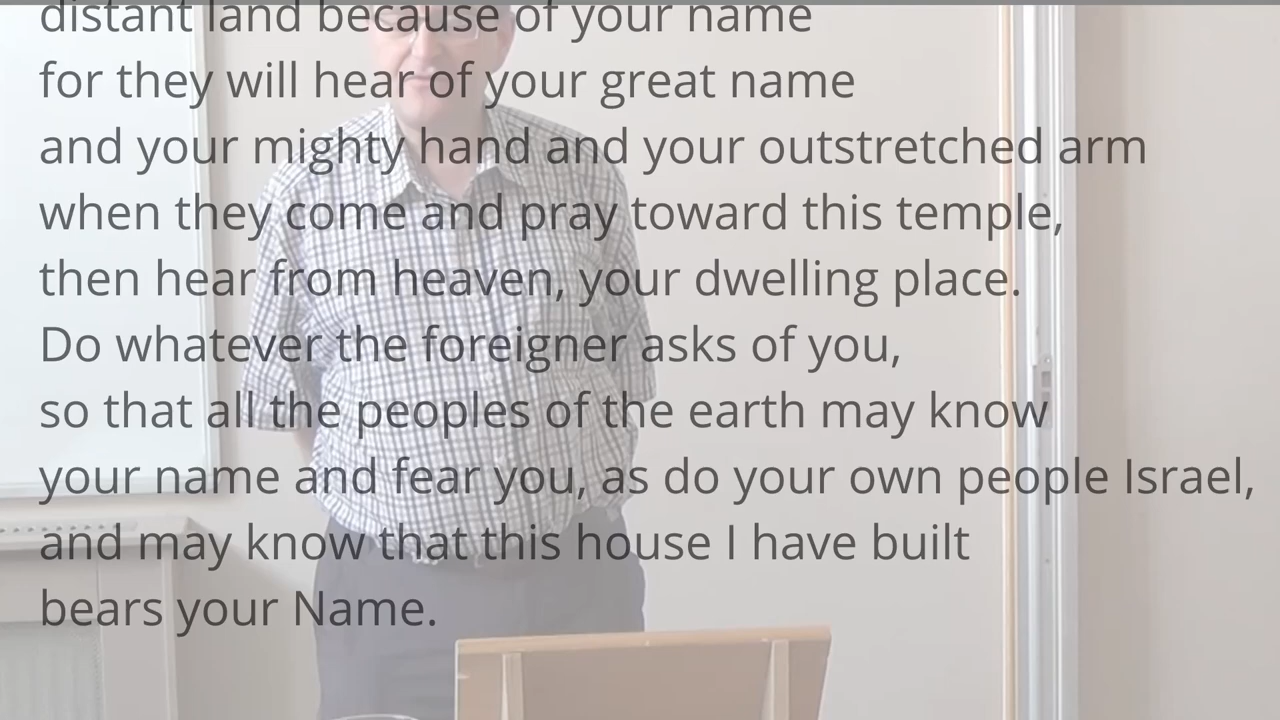 distant land because of your name
for they will hear of your great name
and your mighty hand and your outstretched arm
when they come and pray toward this temple,
then hear from heaven, your dwelling place.
Do whatever the foreigner asks of you,
so that all the peoples of the earth may know
your name and fear you, as do your own people Israel,
and may know that this house I have built
bears your Name.